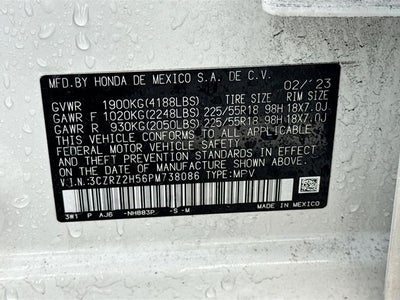 MFD.BY HONDA DE MEXICO S.A. DE C.V.
02/'23
GVWR 1900KG(4188LBS) TIRE SIZE RIM SIZE
GAWR F 1020KG(2248LBS) 225/55R18 98H 18X7.0J
GAWR R 930KG(2050LBS) 225/55R18 98H 18X7.0J
THIS VEHICLE CONFORMS TO ALL APPLICABLE
FEDERAL MOTOR VEHICLE SAFETY STANDARDS
IN EFFECT ON THE DATE OF MANUFACTURE
SHOWN ABOVE.
V.I.N.:3CZRZ2H56PM738086 TYPE:MPV
3W1 P AJ6 -NH883P -S-M MADE IN MEXICO